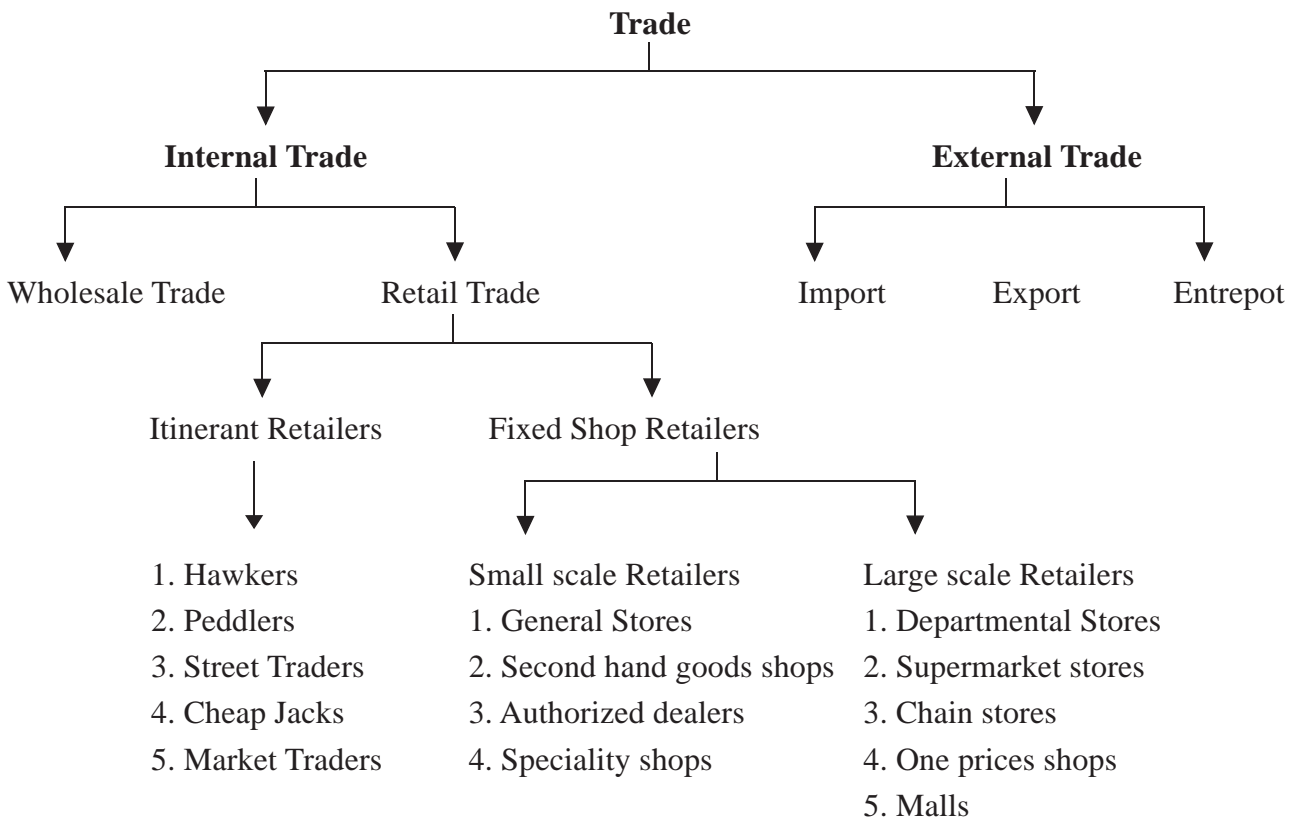 Trade
Internal Trade
External Trade
Wholesale Trade
Retail Trade
Import
Export
Entrepot
Itinerant Retailers
Fixed Shop Retailers
1. Hawkers
2. Peddlers
3. Street Traders
4. Cheap Jacks
5. Market Traders
Small scale Retailers
1. General Stores
2. Second hand goods shops
3. Authorized dealers
4. Speciality shops
Large scale Retailers
1. Departmental Stores
2. Supermarket stores
3. Chain stores
4. One prices shops
5. Malls